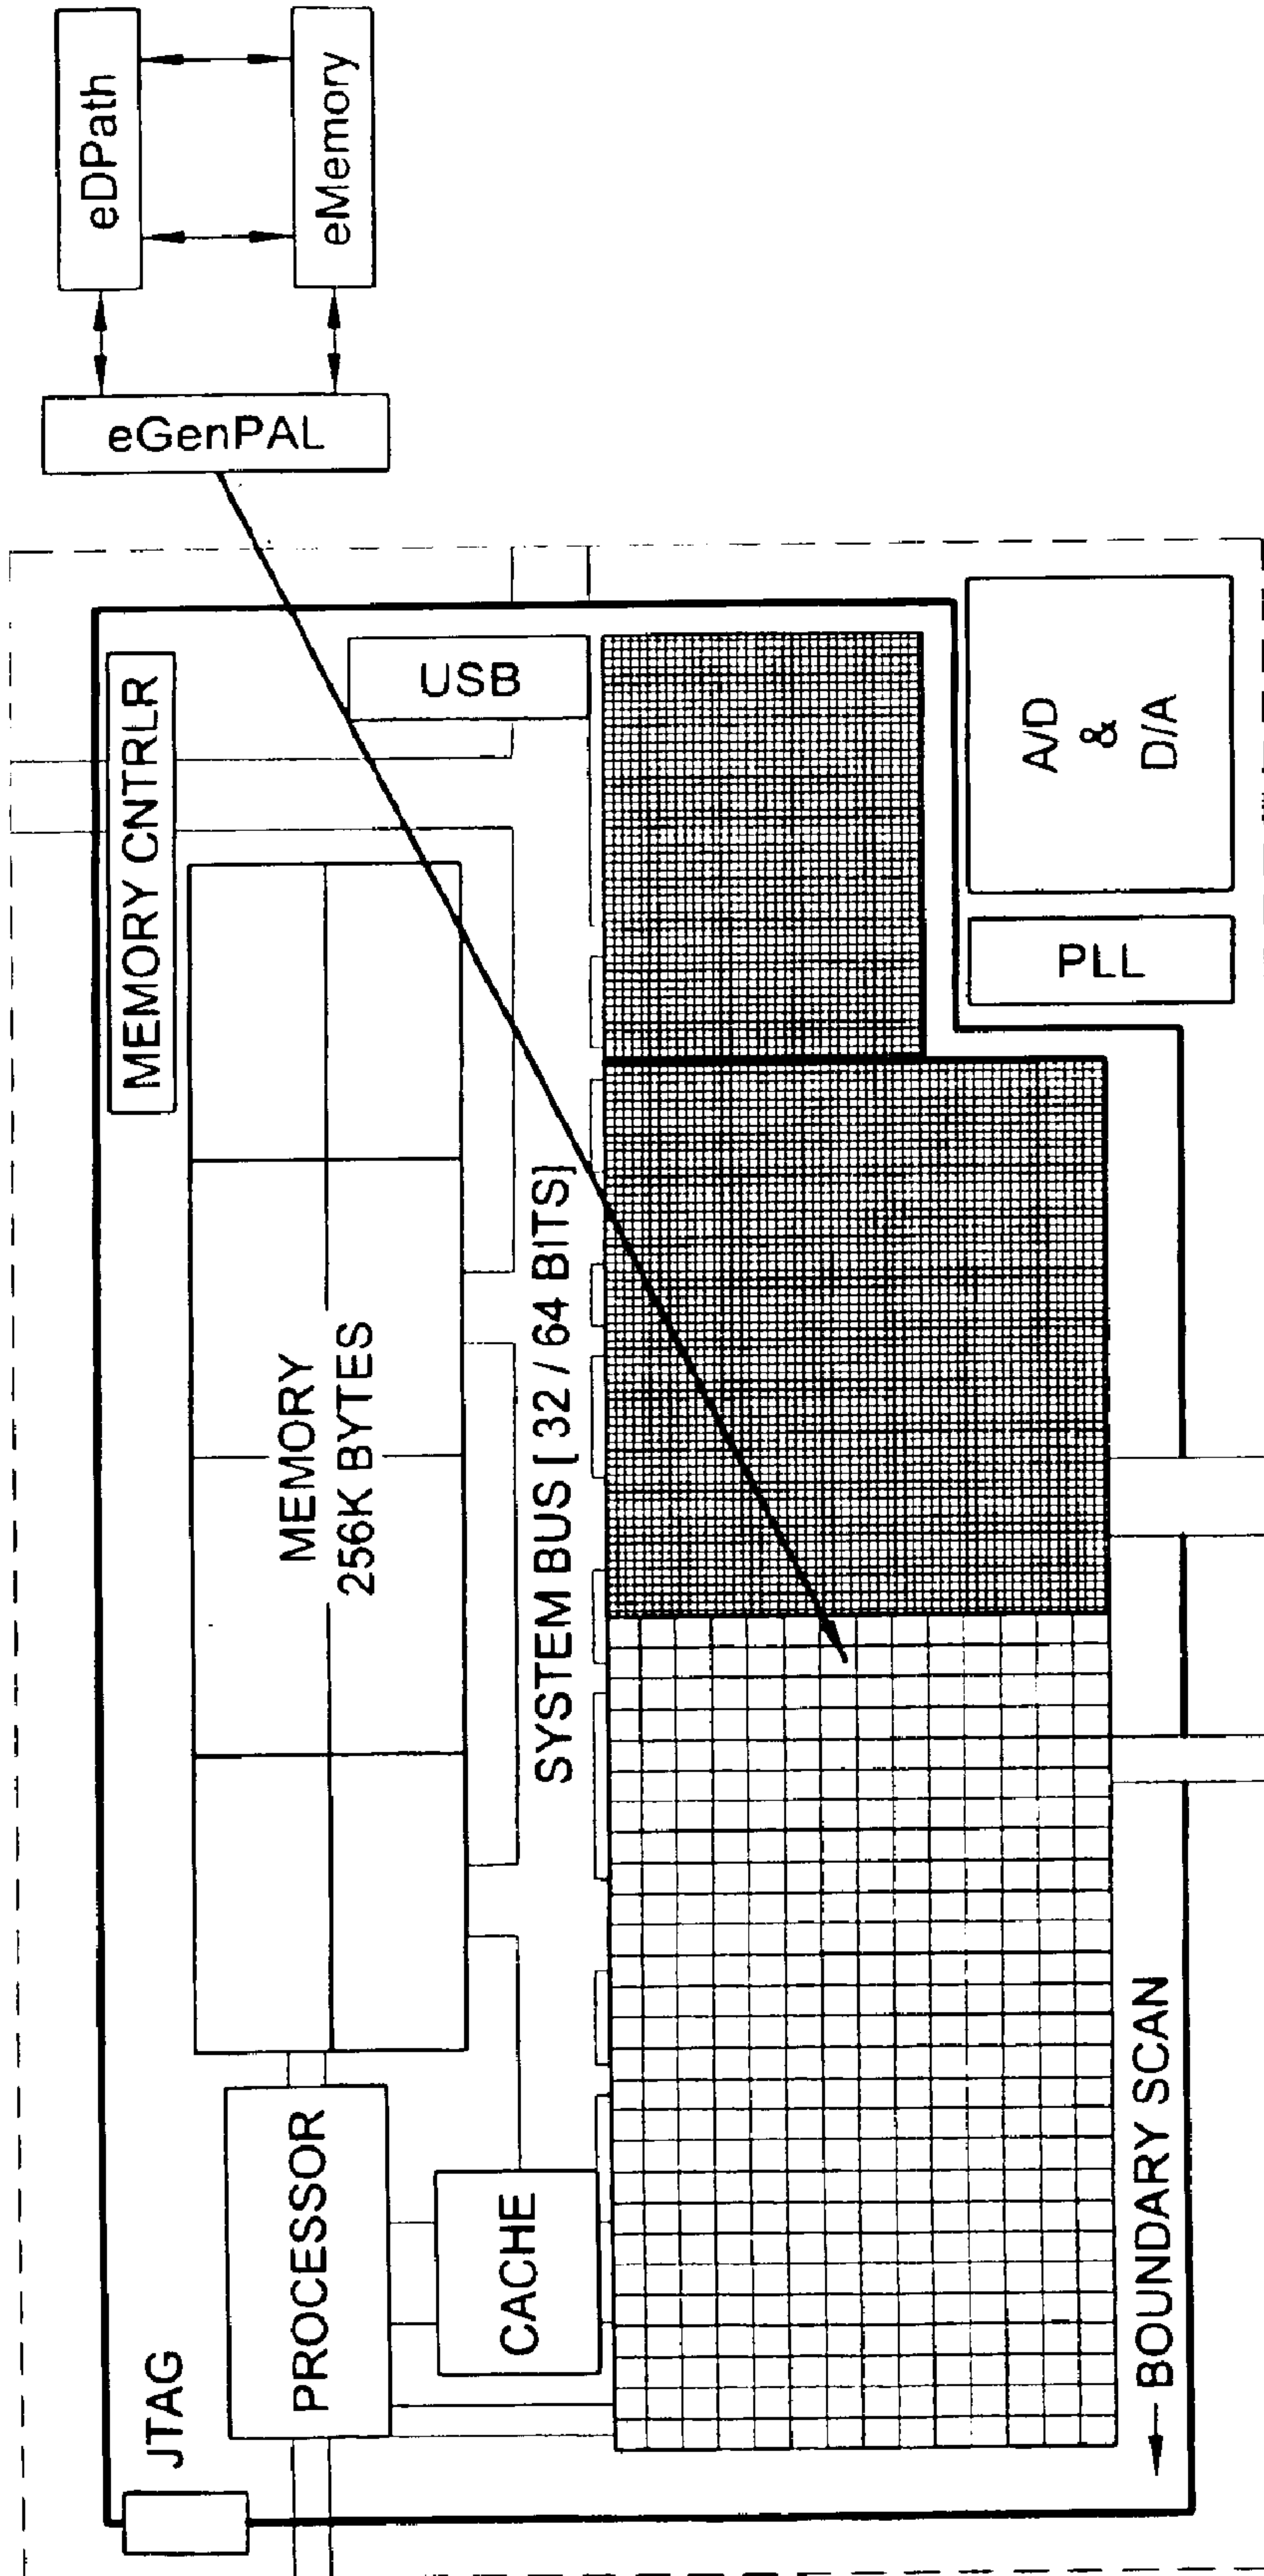 eDPath
eMemory
eGenPAL
MEMORY CNTRLR
USB
A/D
&
D/A
PLL
MEMORY
256K BYTES
SYSTEM BUS [ 32 / 64 BITS]
JTAG
PROCESSOR
CACHE
BOUNDARY SCAN